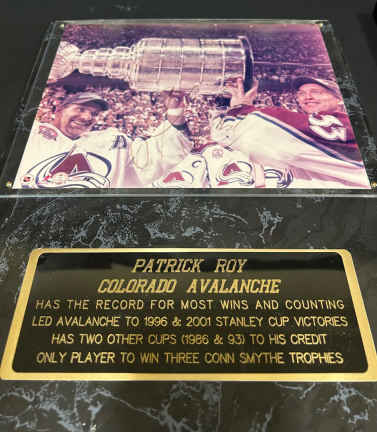 PATRICK ROY
COLORADO AVALANCHE
HAS THE RECORD FOR MOST WINS AND COUNTING
LED AVALANCHE TO 1996 & 2001 STANLEY CUP VICTORIES
HAS TWO OTHER CUPS (1986 & 93) TO HIS CREDIT
ONLY PLAYER TO WIN THREE CONN SMYTHE TROPHIES